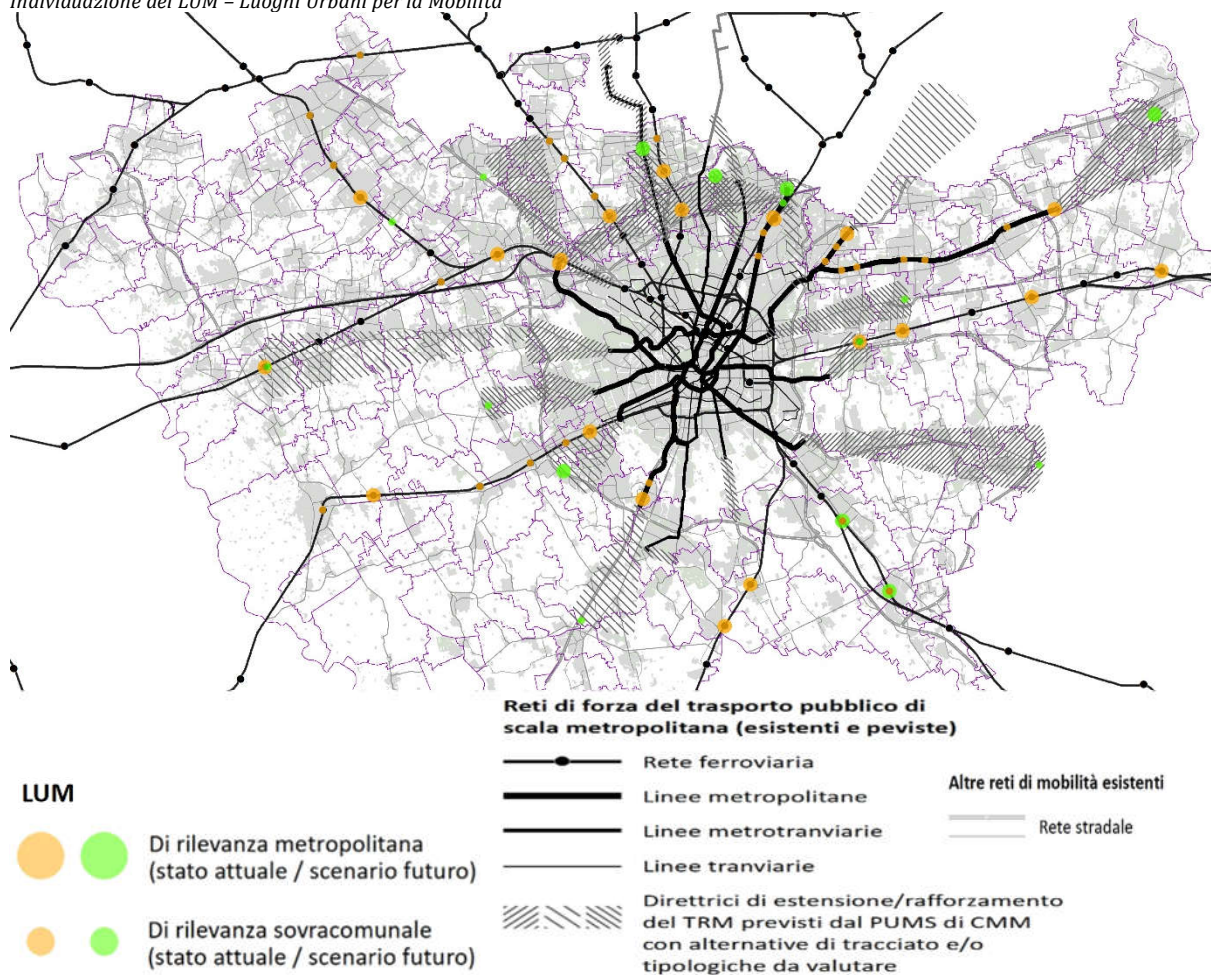 Individuazione dei LUM – Luoghi Urbani per la Mobilità
Reti di forza del trasporto pubblico di
scala metropolitana (esistenti e peviste)
Rete ferroviaria
Linee metropolitane
Linee metrotranviarie
Linee tranviarie
Direttrici di estensione/rafforzamento
del TRM previsti dal PUMS di CMM
con alternative di tracciato e/o
tipologiche da valutare
Altre reti di mobilità esistenti
Rete stradale
LUM
Di rilevanza metropolitana
(stato attuale / scenario futuro)
Di rilevanza sovracomunale
(stato attuale / scenario futuro)